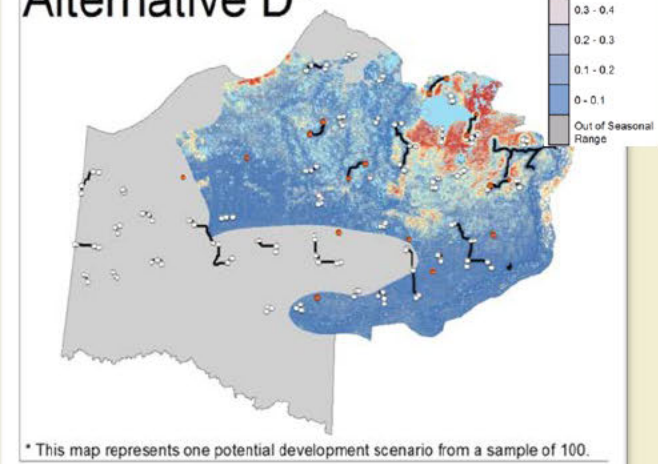 Alternative D
0.3 - 0.4
0.2 - 0.3
0.1 - 0.2
0 - 0.1
Out of Seasonal
Range
* This map represents one potential development scenario from a sample of 100.